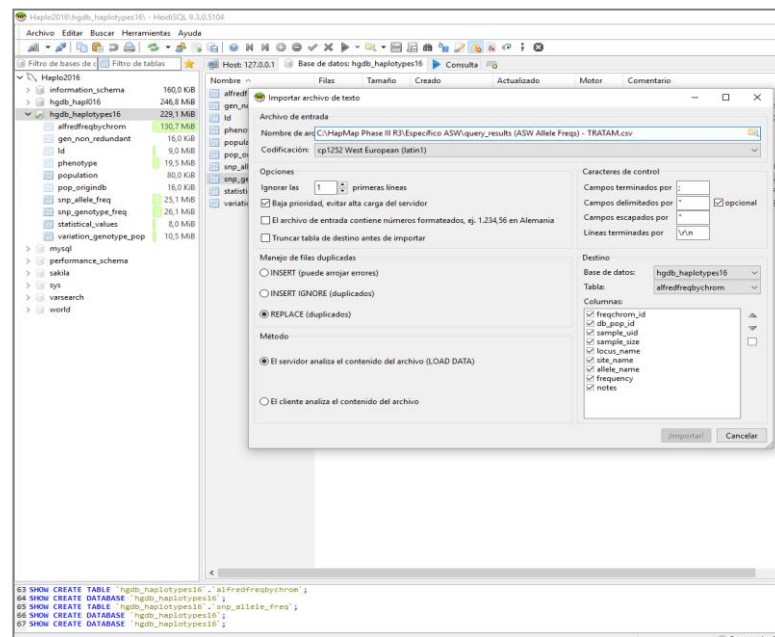 Haplo2016\hgdb_haplotypes16\ - HeidiSQL 9.3.0.5104
Archivo Editar Buscar Herramientas Ayuda
Filtro de bases de c Filtro de tablas
Host: 127.0.0.1 Base de datos: hgdb_haplotypes16 Consulta
Haplo2016
information_schema 160,0 KiB
hgdb_hapl016 246,8 MiB
hgdb_haplotypes16 229,1 MiB
alfredfreqbychrom 130,7 MiB
gen_non_redundant 16,0 KiB
ld 9,0 MiB
phenotype 19,5 MiB
population 80,0 KiB
pop_origindb 16,0 KiB
snp_allele_freq 25,1 MiB
snp_genotype_freq 26,1 MiB
statistical_values 8,0 MiB
variation_genotype_pop 10,5 MiB
mysql
performance_schema
sakila
sys
varsearch
world
Nombre Filas Tamaño Creado Actualizado Motor Comentario
alfredf
gen_no
ld
phenot
popula
pop_or
snp_all
snp_ge
statisti
variatic
Importar archivo de texto
Archivo de entrada
Nombre de arc C:\HapMap Phase III R3\Específico ASW\query_results (ASW Allele Freqs) - TRATAM.csv
Codificación: cp1252 West European (latin1)
Opciones
Ignorar las 1 primeras líneas
Baja prioridad, evitar alta carga del servidor
El archivo de entrada contiene números formateados, ej. 1.234,56 en Alemania
Truncar tabla de destino antes de importar
Manejo de filas duplicadas
INSERT (puede arrojar errores)
INSERT IGNORE (duplicados)
REPLACE (duplicados)
Método
El servidor analiza el contenido del archivo (LOAD DATA)
El cliente analiza el contenido del archivo
Caracteres de control
Campos terminados por ;
Campos delimitados por " opcional
Campos escapados por "
Líneas terminadas por \r\n
Destino
Base de datos: hgdb_haplotypes16
Tabla: alfredfreqbychrom
Columnas:
freqchrom_id
db_pop_id
sample_uid
sample_size
locus_name
site_name
allele_name
frequency
notes
¡Importar! Cancelar
63 SHOW CREATE TABLE `hgdb_haplotypes16`.`alfredfreqbychrom`;
64 SHOW CREATE DATABASE `hgdb_haplotypes16`;
65 SHOW CREATE TABLE `hgdb_haplotypes16`.`snp_allele_freq`;
66 SHOW CREATE DATABASE `hgdb_haplotypes16`;
67 SHOW CREATE DATABASE `hgdb_haplotypes16`;